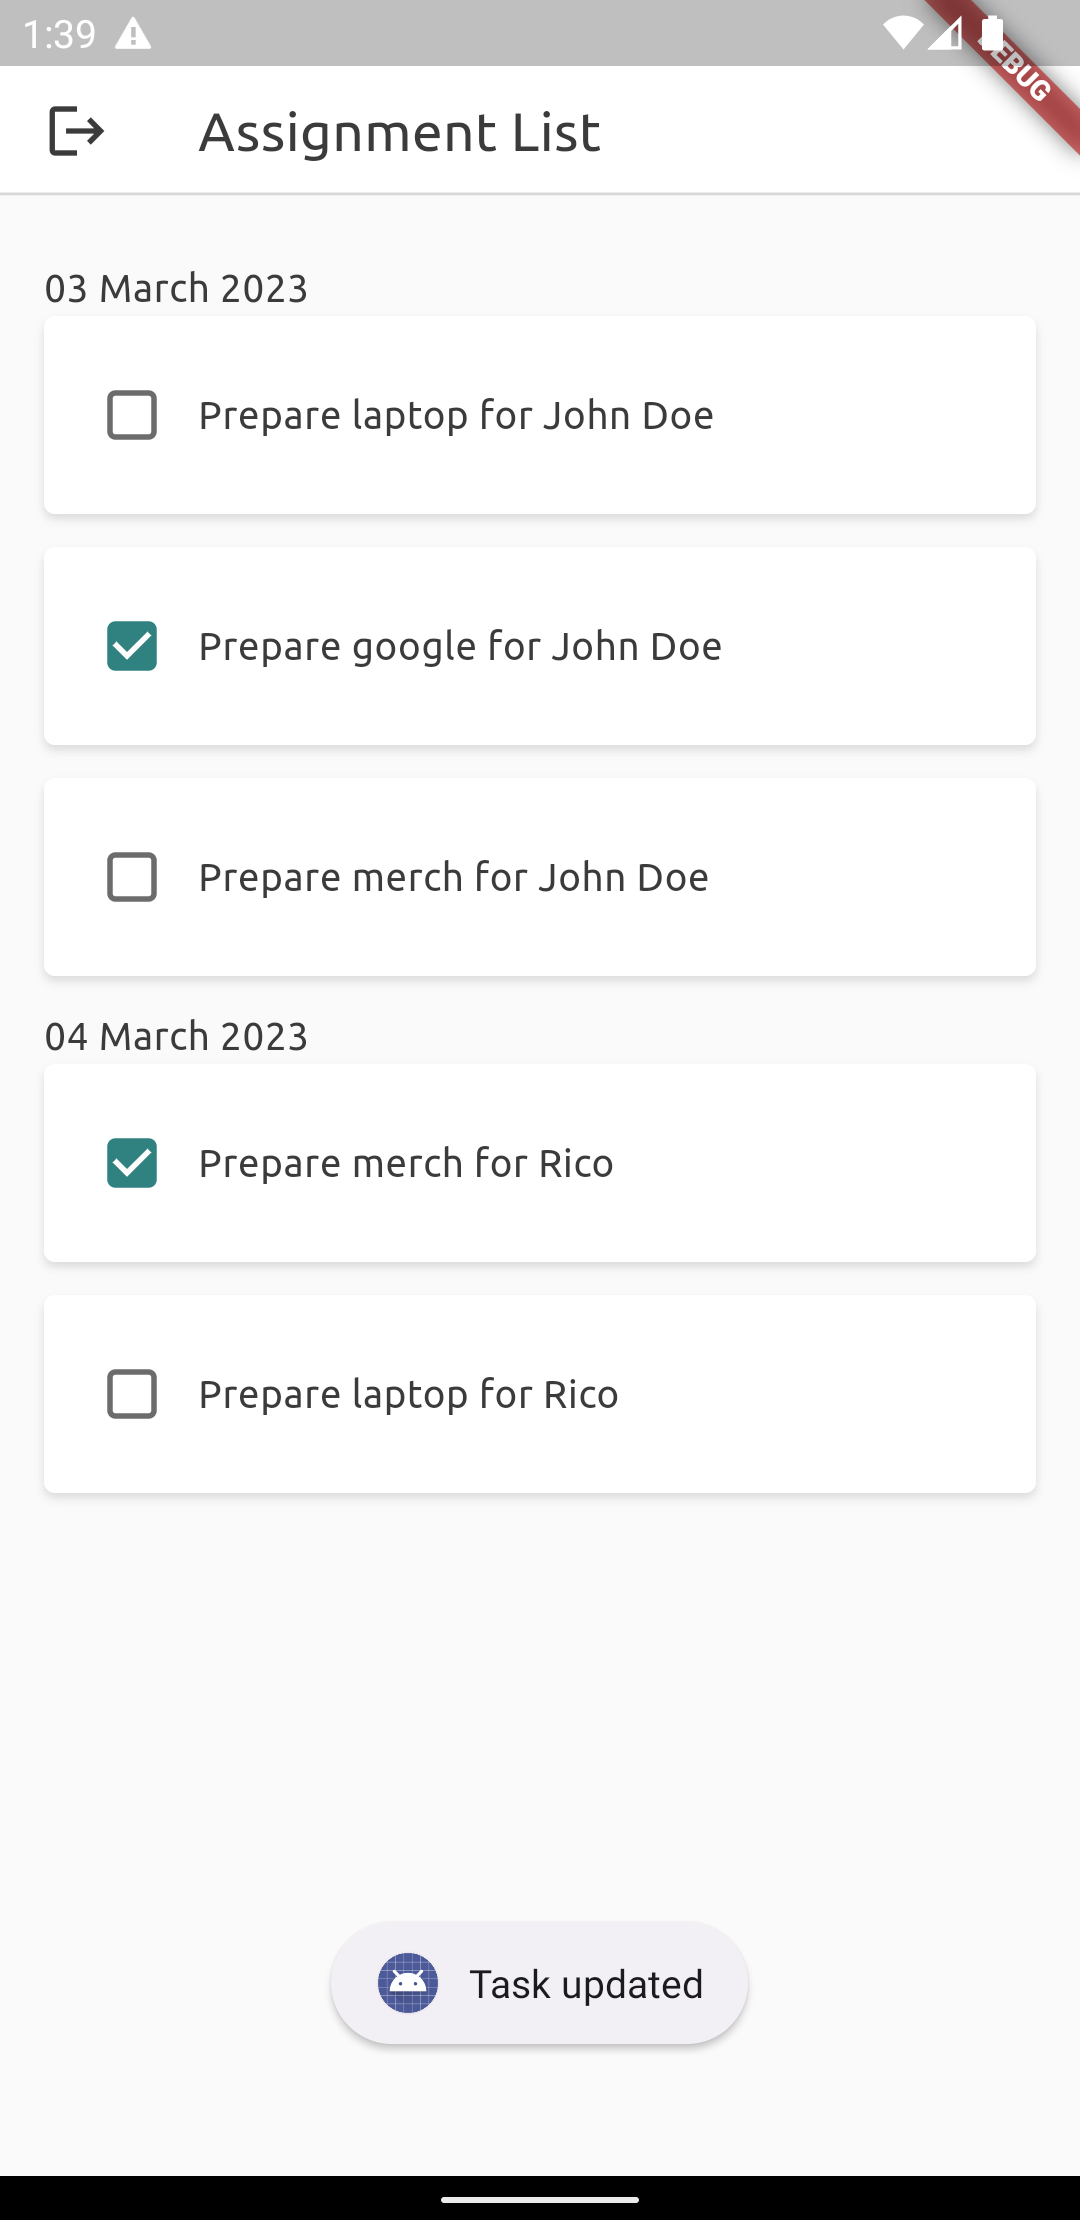 1:39
DEBUG
Assignment List
03 March 2023
Prepare laptop for John Doe
Prepare google for John Doe
Prepare merch for John Doe
04 March 2023
Prepare merch for Rico
Prepare laptop for Rico
Task updated